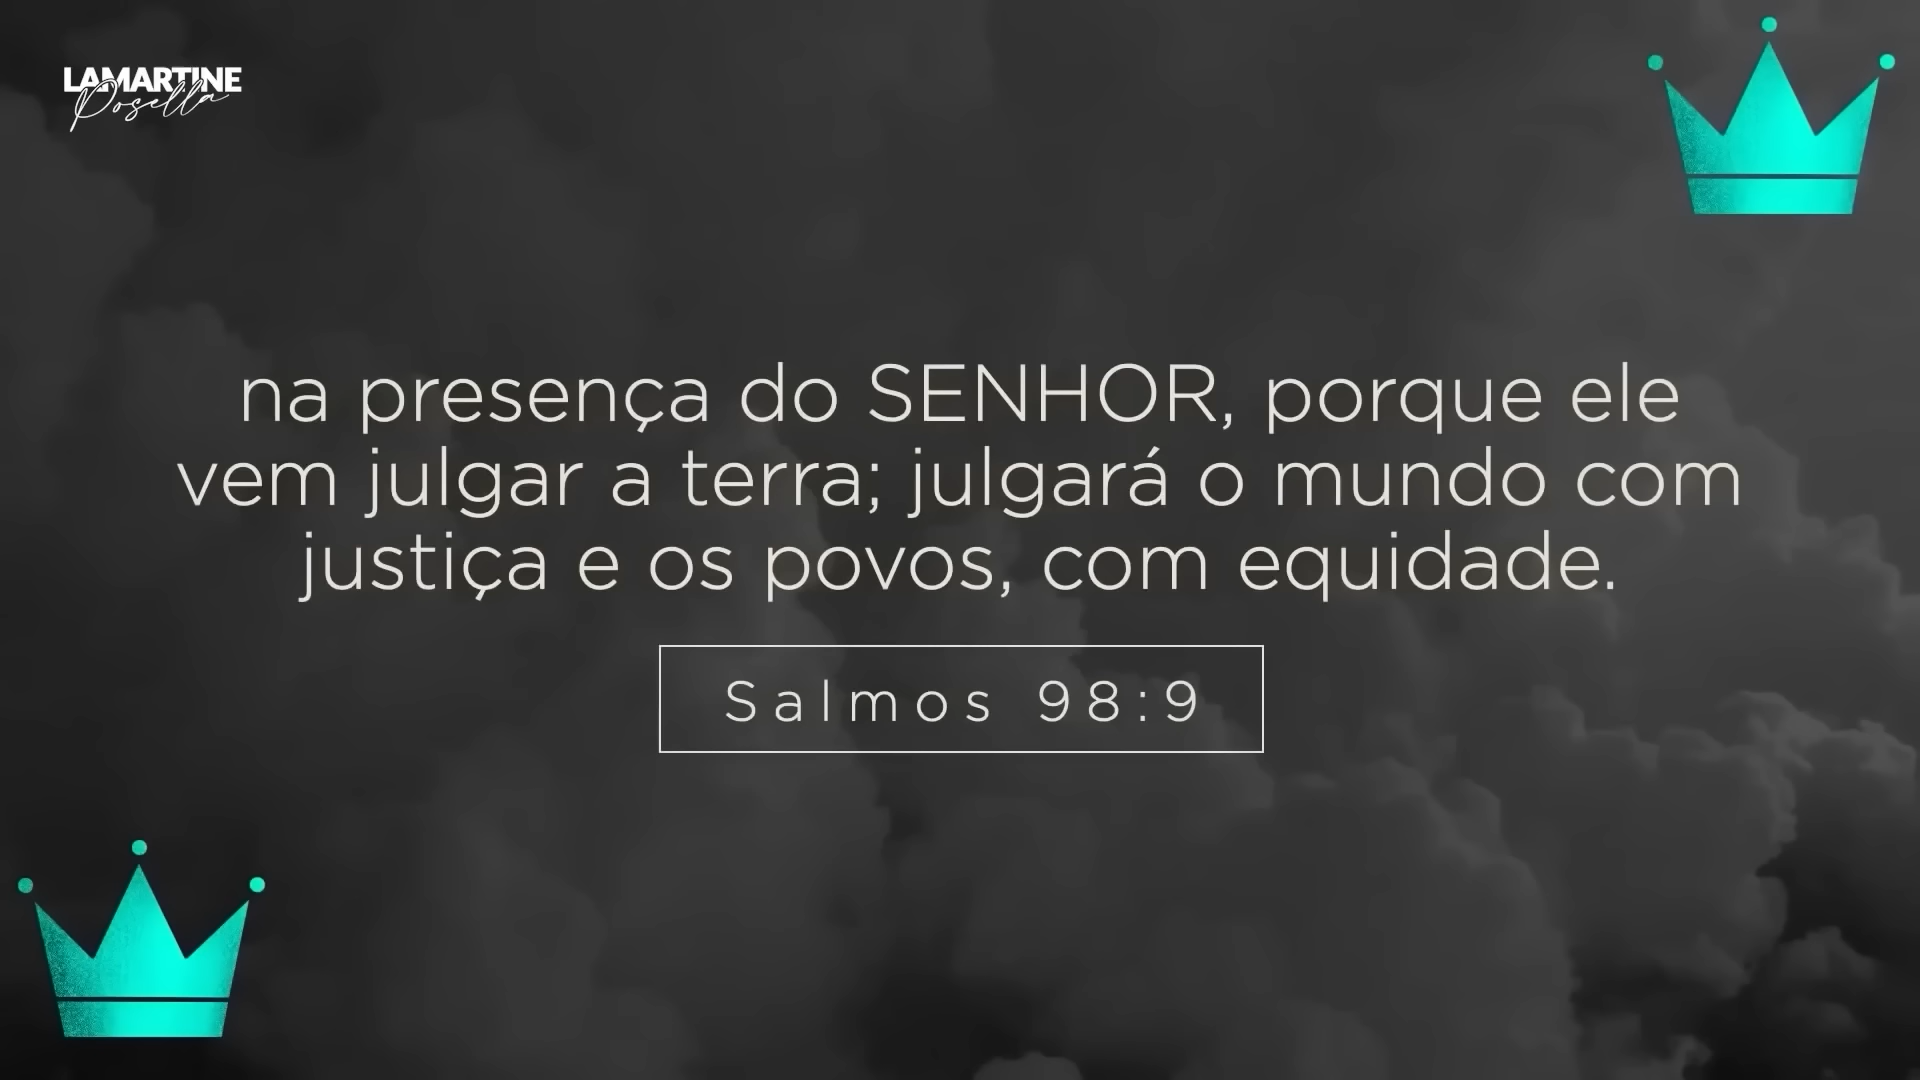 LAMARTINE
Posella
na presença do SENHOR, porque ele
vem julgar a terra; julgará o mundo com
justiça e os povos, com equidade.
Salmos 98:9